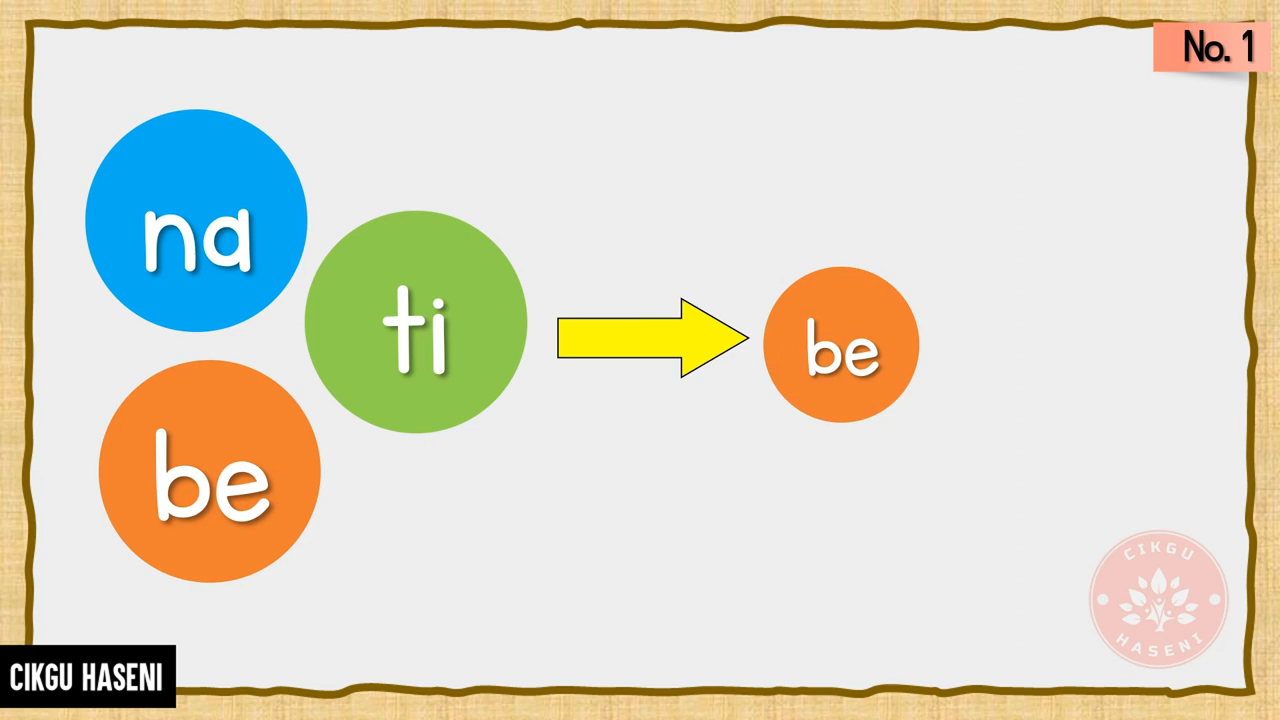 No. 1
na
ti
be
be
CIKGU
HASENI
CIKGU HASENI